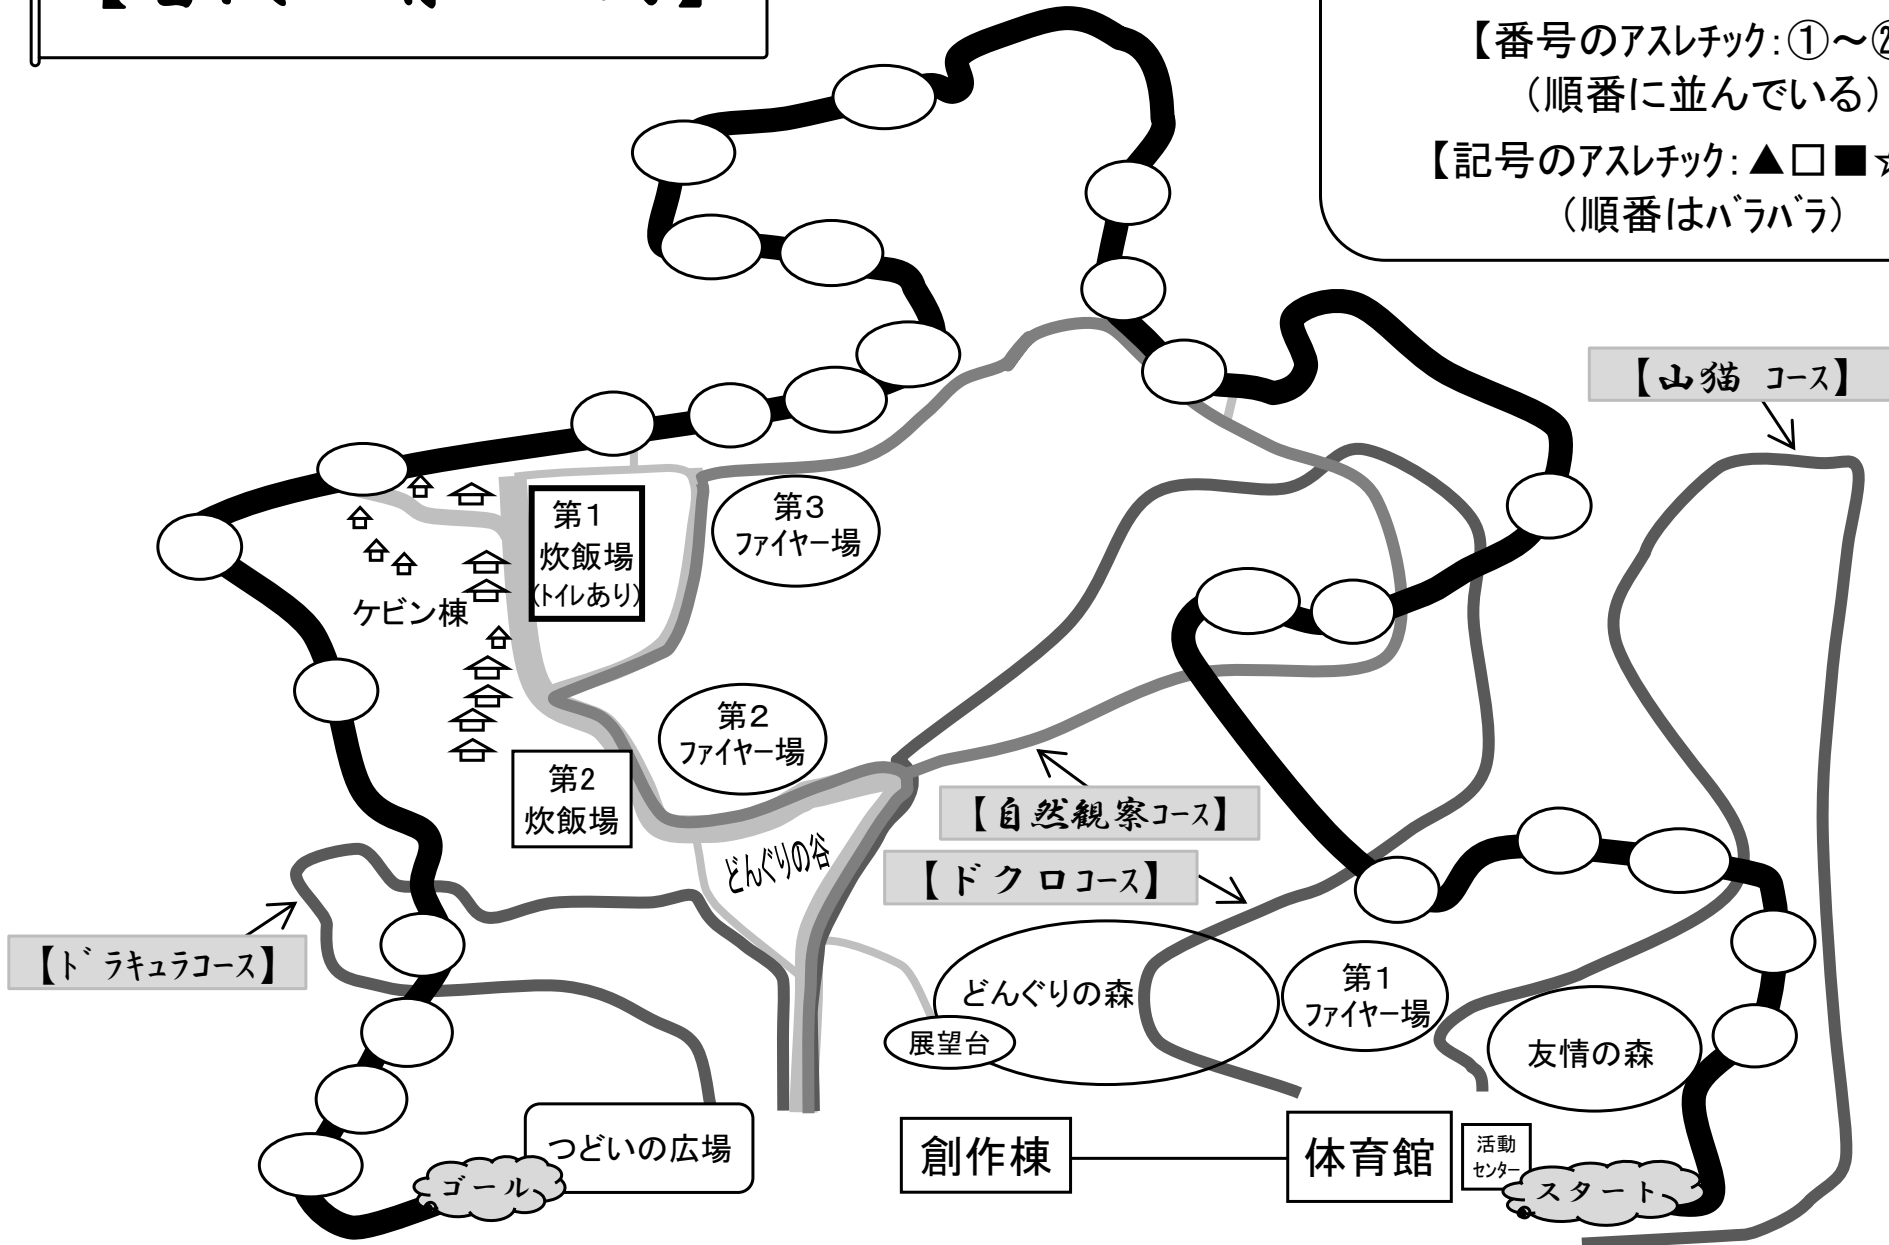 【番号のアスレチック:①～
(順番に並んでいる)
【記号のアスレチック:▲□■☆
(順番はバラバラ)
【山猫 コース】
第1
炊飯場
(トイレあり)
第3
ファイヤー場
ケビン棟
第2
ファイヤー場
第2
炊飯場
どんぐりの谷
【自然観察コース】
【ドクロコース】
【ドラキュラコース】
どんぐりの森
展望台
第1
ファイヤー場
友情の森
つどいの広場
ゴール
創作棟
体育館
活動
センター
スタート